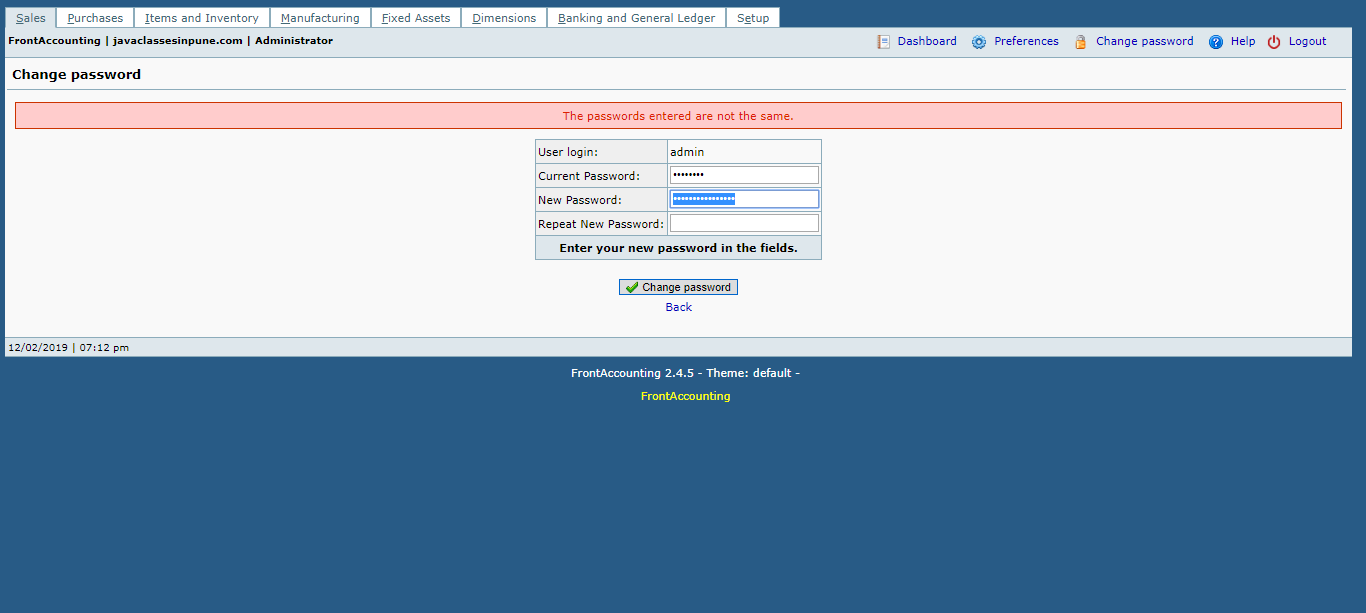 Sales Purchases Items and Inventory Manufacturing Fixed Assets Dimensions Banking and General Ledger Setup
FrontAccounting | javaclassesinpune.com | Administrator Dashboard Preferences Change password Help Logout
Change password
The passwords entered are not the same.
User login: admin
Current Password: ••••••••
New Password: ••••••••••••••••
Repeat New Password:
Enter your new password in the fields.
Change password
Back
12/02/2019 | 07:12 pm
FrontAccounting 2.4.5 - Theme: default -
FrontAccounting